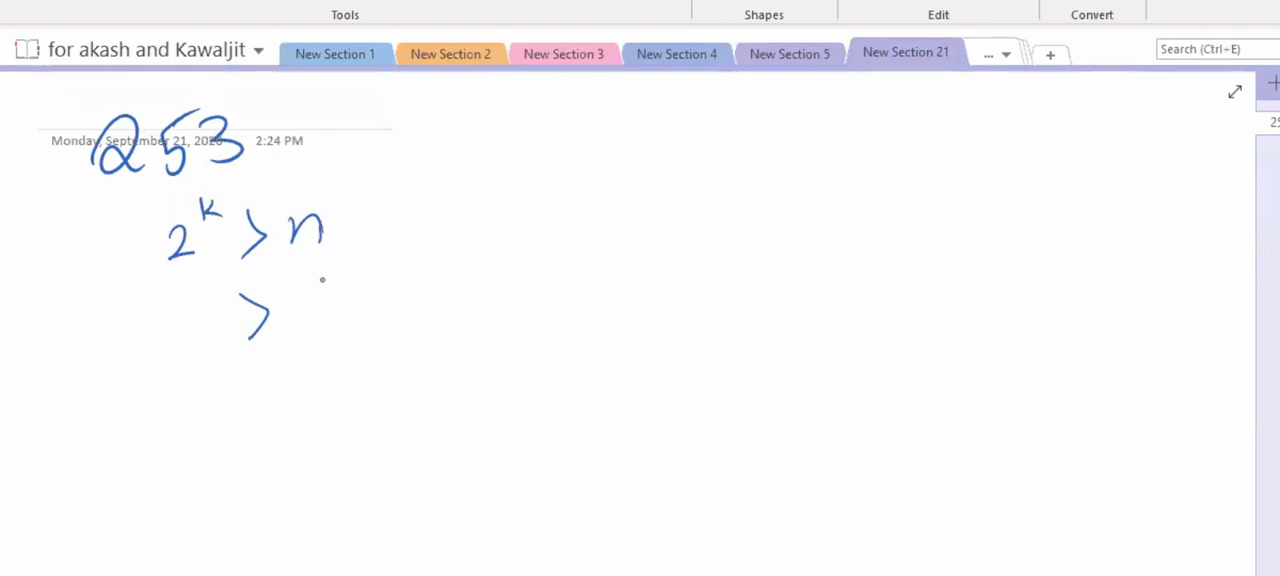 Tools Shapes Edit Convert
for akash and Kawaljit New Section 1 New Section 2 New Section 3 New Section 4 New Section 5 New Section 21 ... + Search (Ctrl+E)
Monday, September 21, 2:24 PM
Q53
2^k > n
>